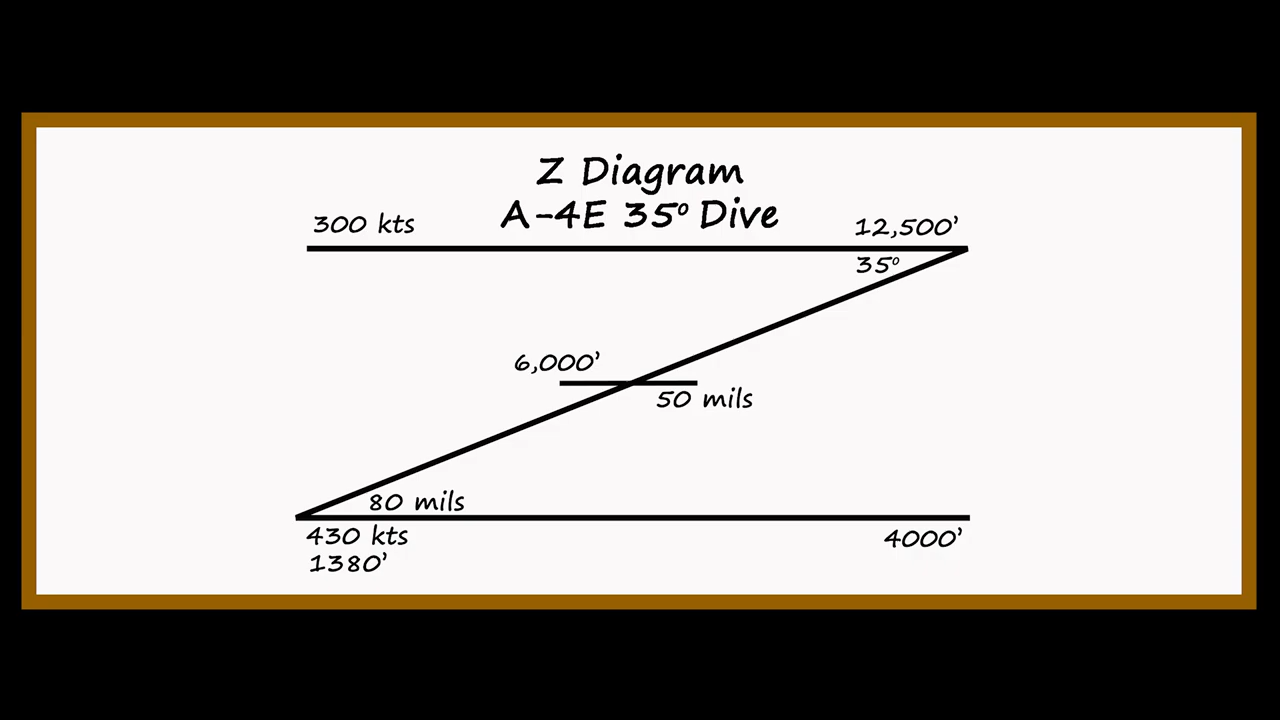 Z Diagram
A-4E 35° Dive
300 kts
12,500'
35°
6,000'
50 mils
80 mils
430 kts
1380'
4000'